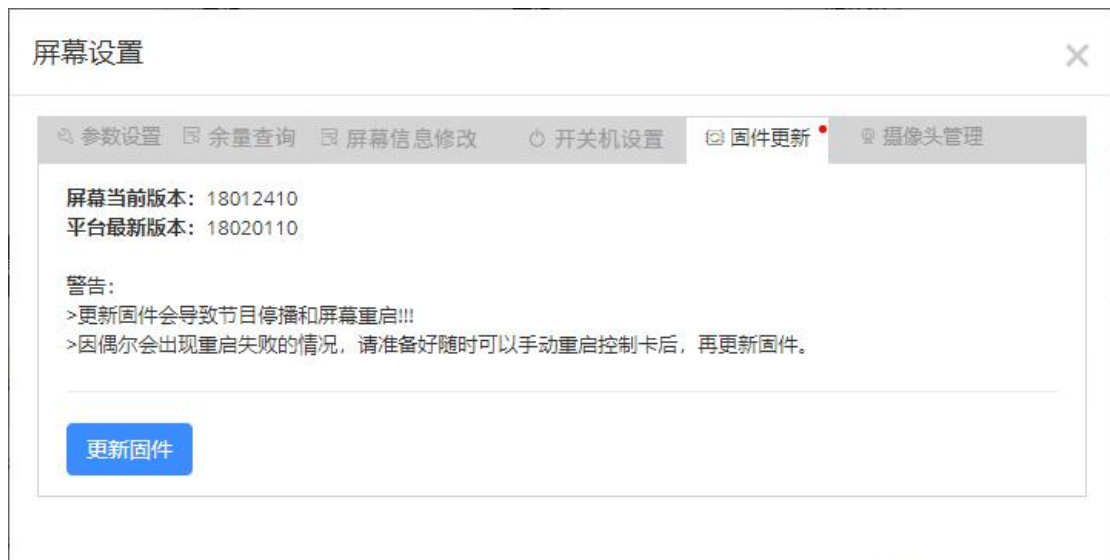 屏幕设置
参数设置 余量查询 屏幕信息修改 开关机设置 固件更新 摄像头管理
屏幕当前版本：18012410
平台最新版本：18020110
警告：
>更新固件会导致节目停播和屏幕重启!!!
>因偶尔会出现重启失败的情况，请准备好随时可以手动重启控制卡后，再更新固件。
更新固件